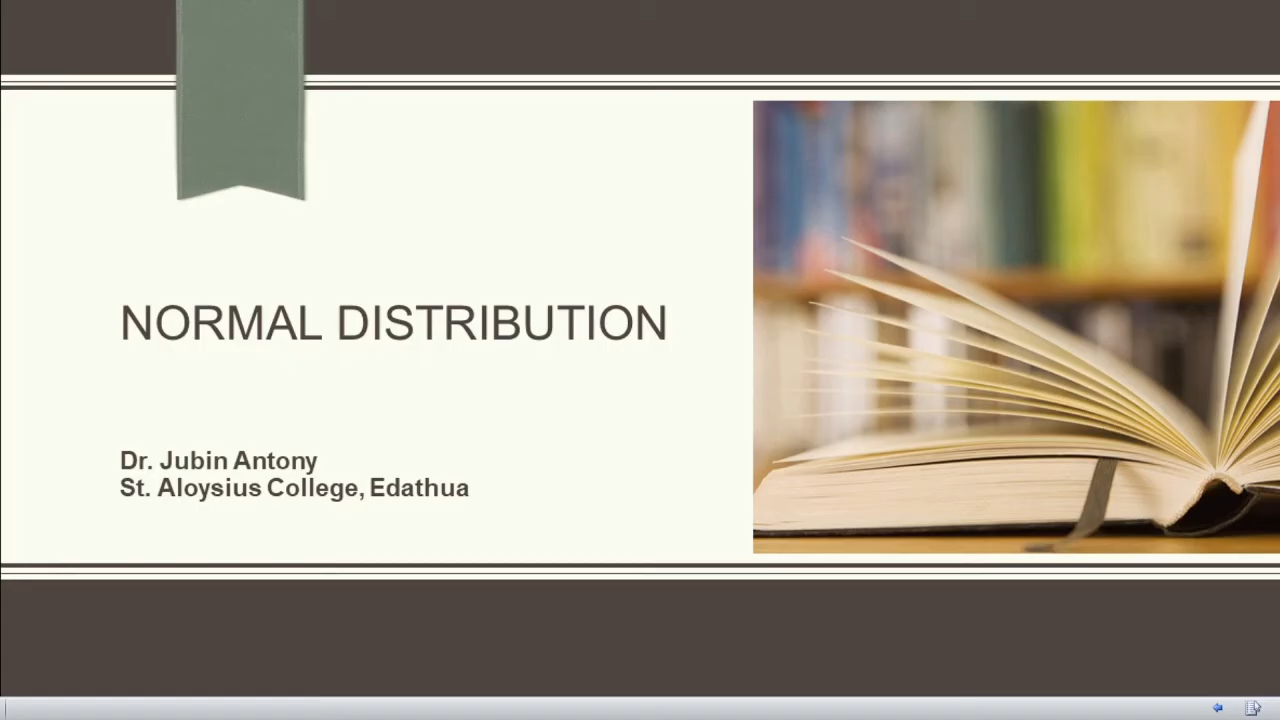 NORMAL DISTRIBUTION
Dr. Jubin Antony
St. Aloysius College, Edathua